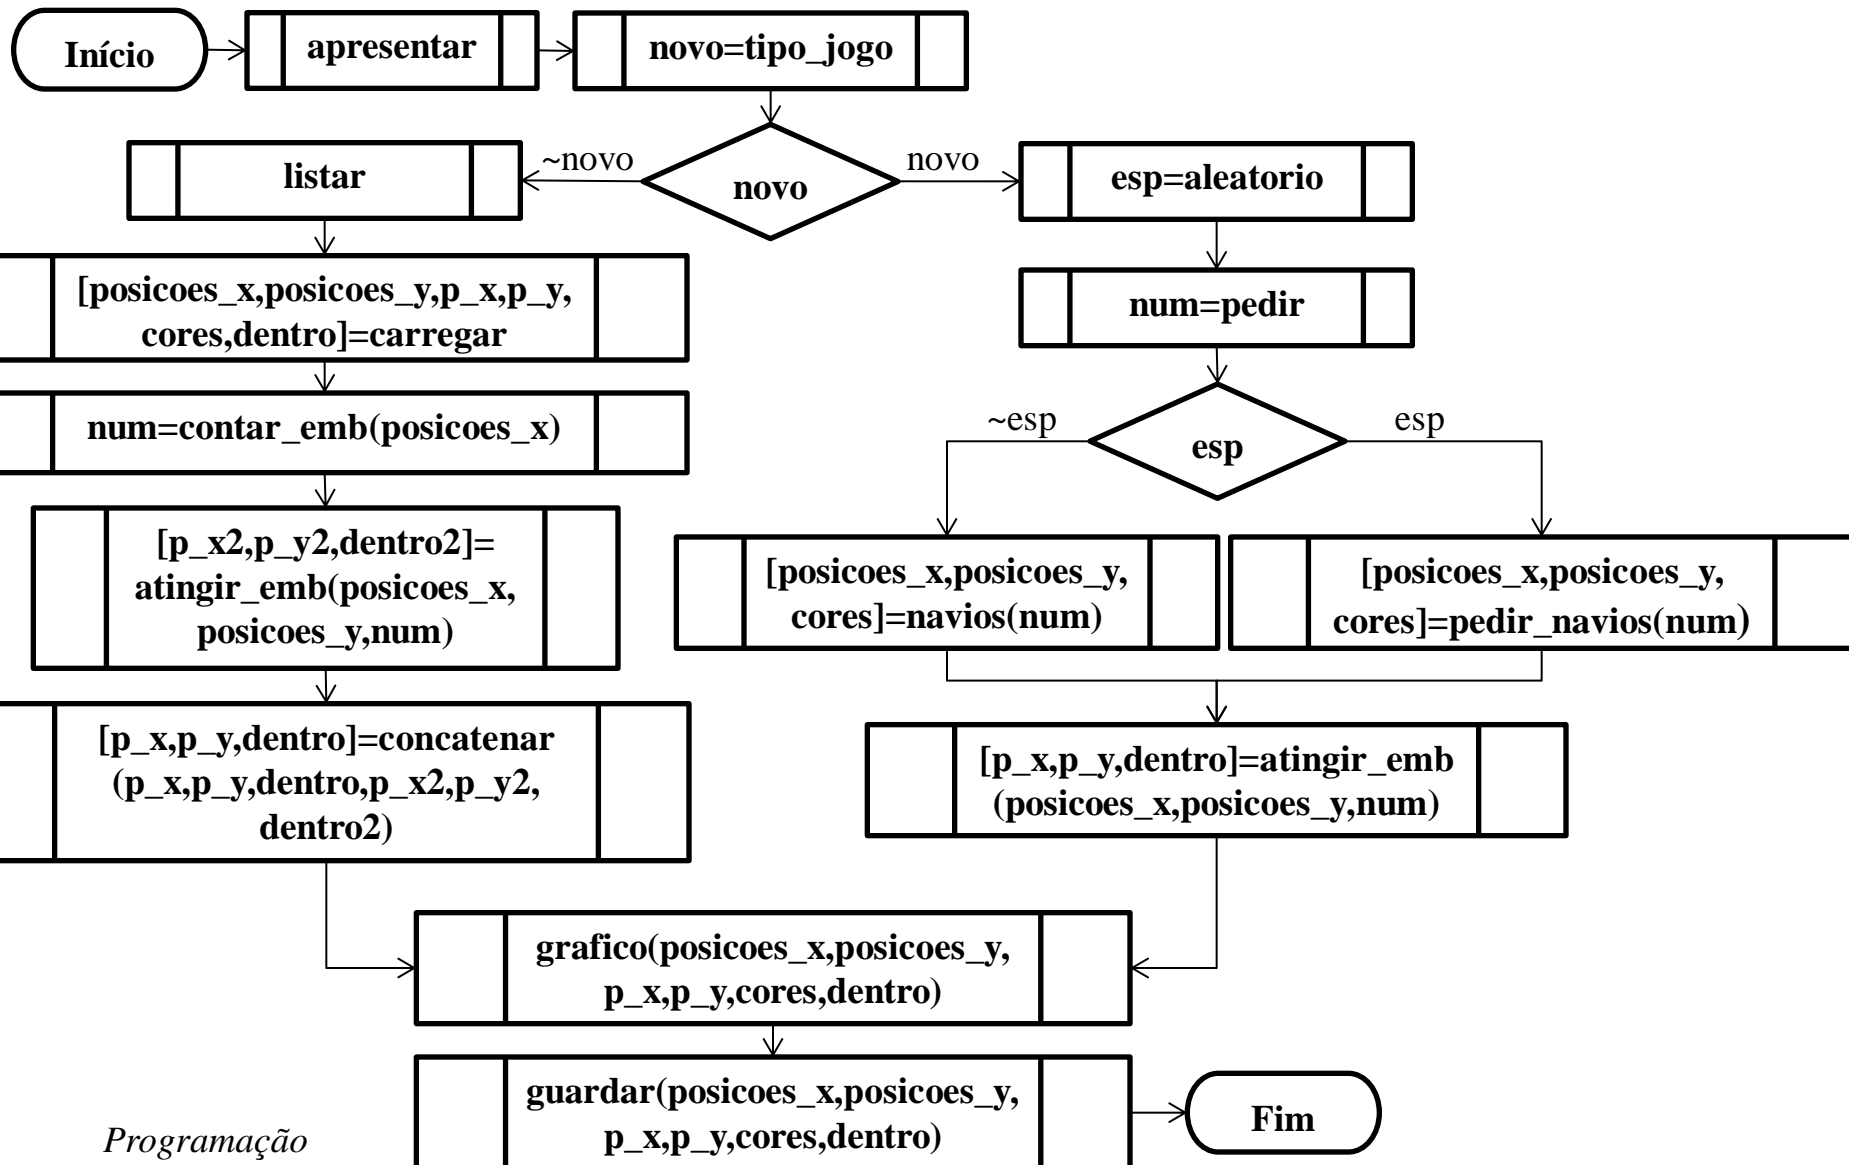 Início
apresentar
novo=tipo_jogo
novo
~novo
novo
listar
[posicoes_x,posicoes_y,p_x,p_y,
cores,dentro]=carregar
num=contar_emb(posicoes_x)
[p_x2,p_y2,dentro2]=
atingir_emb(posicoes_x,
posicoes_y,num)
[p_x,p_y,dentro]=concatenar
(p_x,p_y,dentro,p_x2,p_y2,
dentro2)
esp=aleatorio
num=pedir
esp
~esp
esp
[posicoes_x,posicoes_y,
cores]=navios(num)
[posicoes_x,posicoes_y,
cores]=pedir_navios(num)
[p_x,p_y,dentro]=atingir_emb
(posicoes_x,posicoes_y,num)
grafico(posicoes_x,posicoes_y,
p_x,p_y,cores,dentro)
guardar(posicoes_x,posicoes_y,
p_x,p_y,cores,dentro)
Fim
Programação